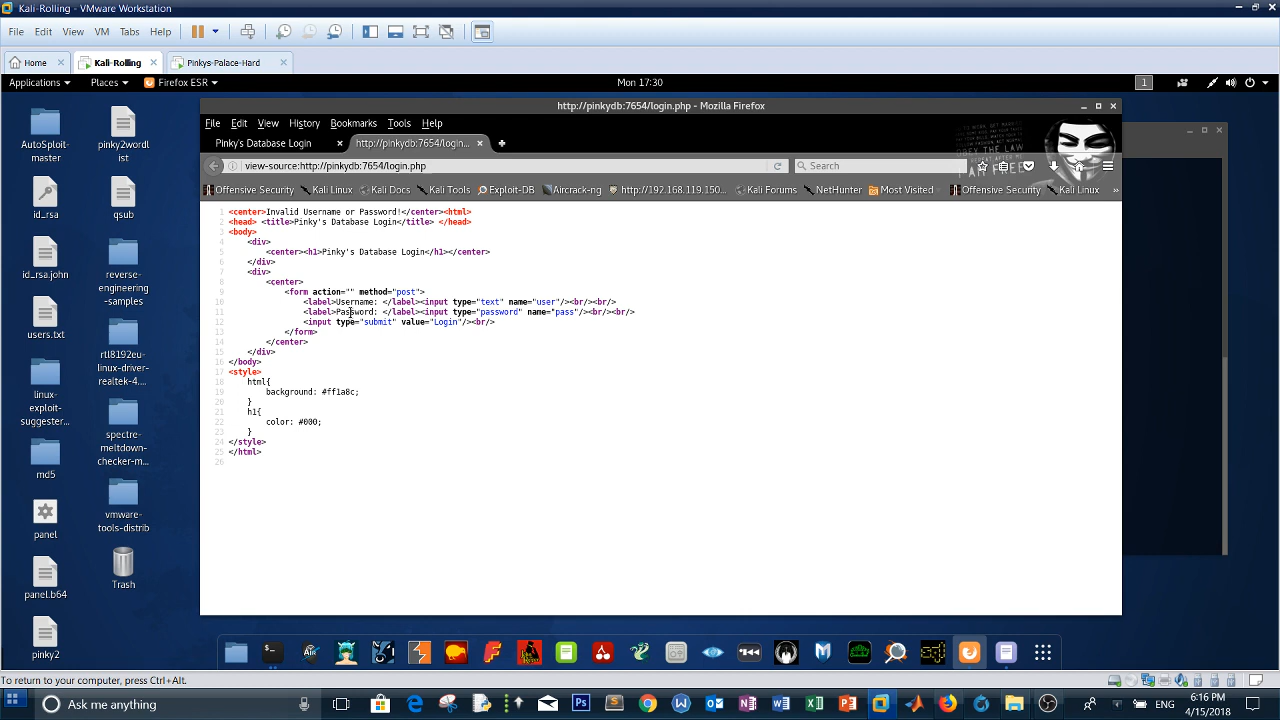 Kali-Rolling - VMware Workstation
File Edit View VM Tabs Help
Home Kali-Rolling Pinkys-Palace-Hard
Applications Places Firefox ESR Mon 17:30 1
http://pinkydb:7654/login.php - Mozilla Firefox
File Edit View History Bookmarks Tools Help
Pinky's Database Login http://pinkydb:7654/login...
view-source:http://pinkydb:7654/login.php Search
Offensive Security Kali Linux Kali Docs Kali Tools Exploit-DB Aircrack-ng http://192.168.119.150... Kali Forums NetHunter Most Visited Offensive Security Kali Linux »
1 <center>Invalid Username or Password!</center><html>
2 <head> <title>Pinky's Database Login</title> </head>
3 <body>
4 <div>
5 <center><h1>Pinky's Database Login</h1></center>
6 </div>
7 <div>
8 <center>
9 <form action="" method="post">
10 <label>Username: </label><input type="text" name="user"/><br/><br/>
11 <label>Password: </label><input type="password" name="pass"/><br/><br/>
12 <input type="submit" value="Login"/><br/>
13 </form>
14 </center>
15 </div>
16 </body>
17 <style>
18 html{
19 background: #ff1a8c;
20 }
21 h1{
22 color: #000;
23 }
24 </style>
25 </html>
26
AutoSploit-master
pinky2wordlist
id_rsa
qsub
id_rsa.john
reverse-engineering-samples
users.txt
rtl8192eu-linux-driver-realtek-4....
linux-exploit-suggester...
spectre-meltdown-checker-m...
md5
vmware-tools-distrib
panel
Trash
panel.b64
pinky2
To return to your computer, press Ctrl+Alt.
Ask me anything
ENG 6:16 PM
4/15/2018